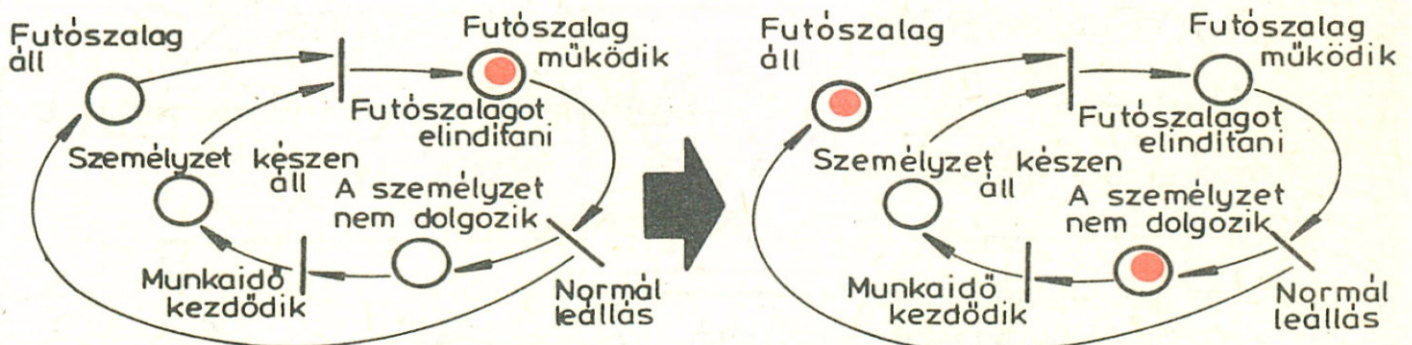 Futószalag
áll
Futószalag
működik
Futószalagot
elindítani
Személyzet készen
áll
A személyzet
nem dolgozik
Munkaidő
kezdődik
Normál
leállás
Futószalag
áll
Futószalag
működik
Futószalagot
elindítani
Személyzet készen
áll
A személyzet
nem dolgozik
Munkaidő
kezdődik
Normál
leállás